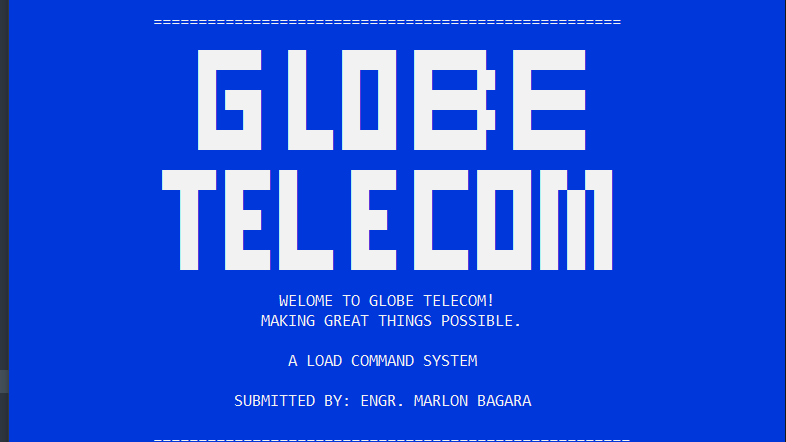 ====================================================
GLOBE
TELECOM
WELOME TO GLOBE TELECOM!
MAKING GREAT THINGS POSSIBLE.
A LOAD COMMAND SYSTEM
SUBMITTED BY: ENGR. MARLON BAGARA
=====================================================